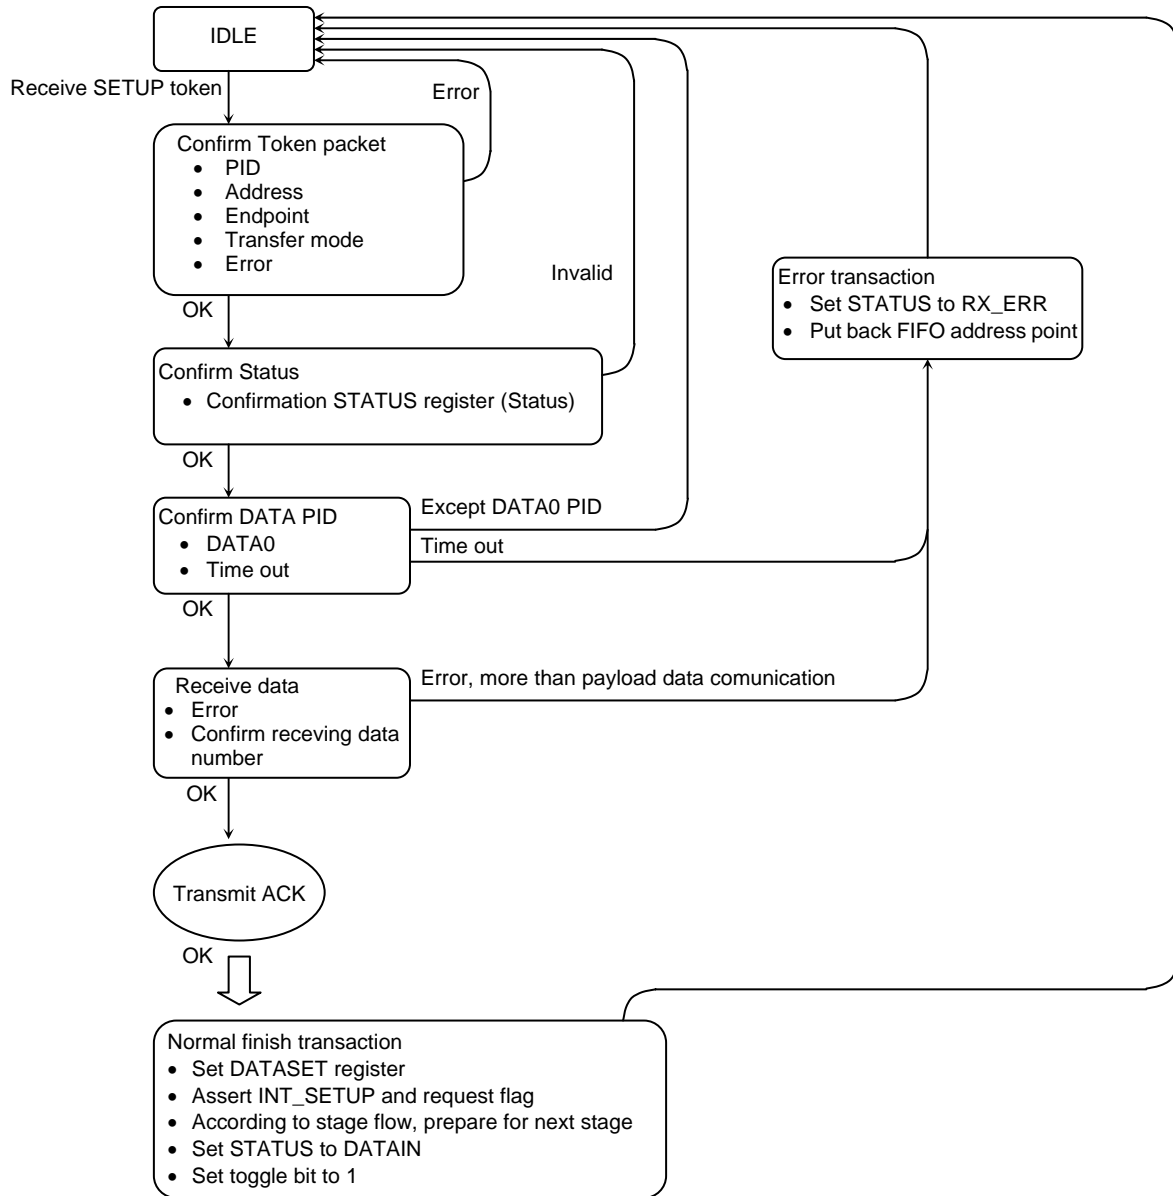 IDLE
Receive SETUP token
Error
Confirm Token packet
• PID
• Address
• Endpoint
• Transfer mode
• Error
Invalid
Error transaction
• Set STATUS to RX_ERR
• Put back FIFO address point
OK
Confirm Status
• Confirmation STATUS register (Status)
OK
Except DATA0 PID
Confirm DATA PID
• DATA0
• Time out
Time out
OK
Error, more than payload data comunication
Receive data
• Error
• Confirm receving data
number
OK
Transmit ACK
OK
Normal finish transaction
• Set DATASET register
• Assert INT_SETUP and request flag
• According to stage flow, prepare for next stage
• Set STATUS to DATAIN
• Set toggle bit to 1